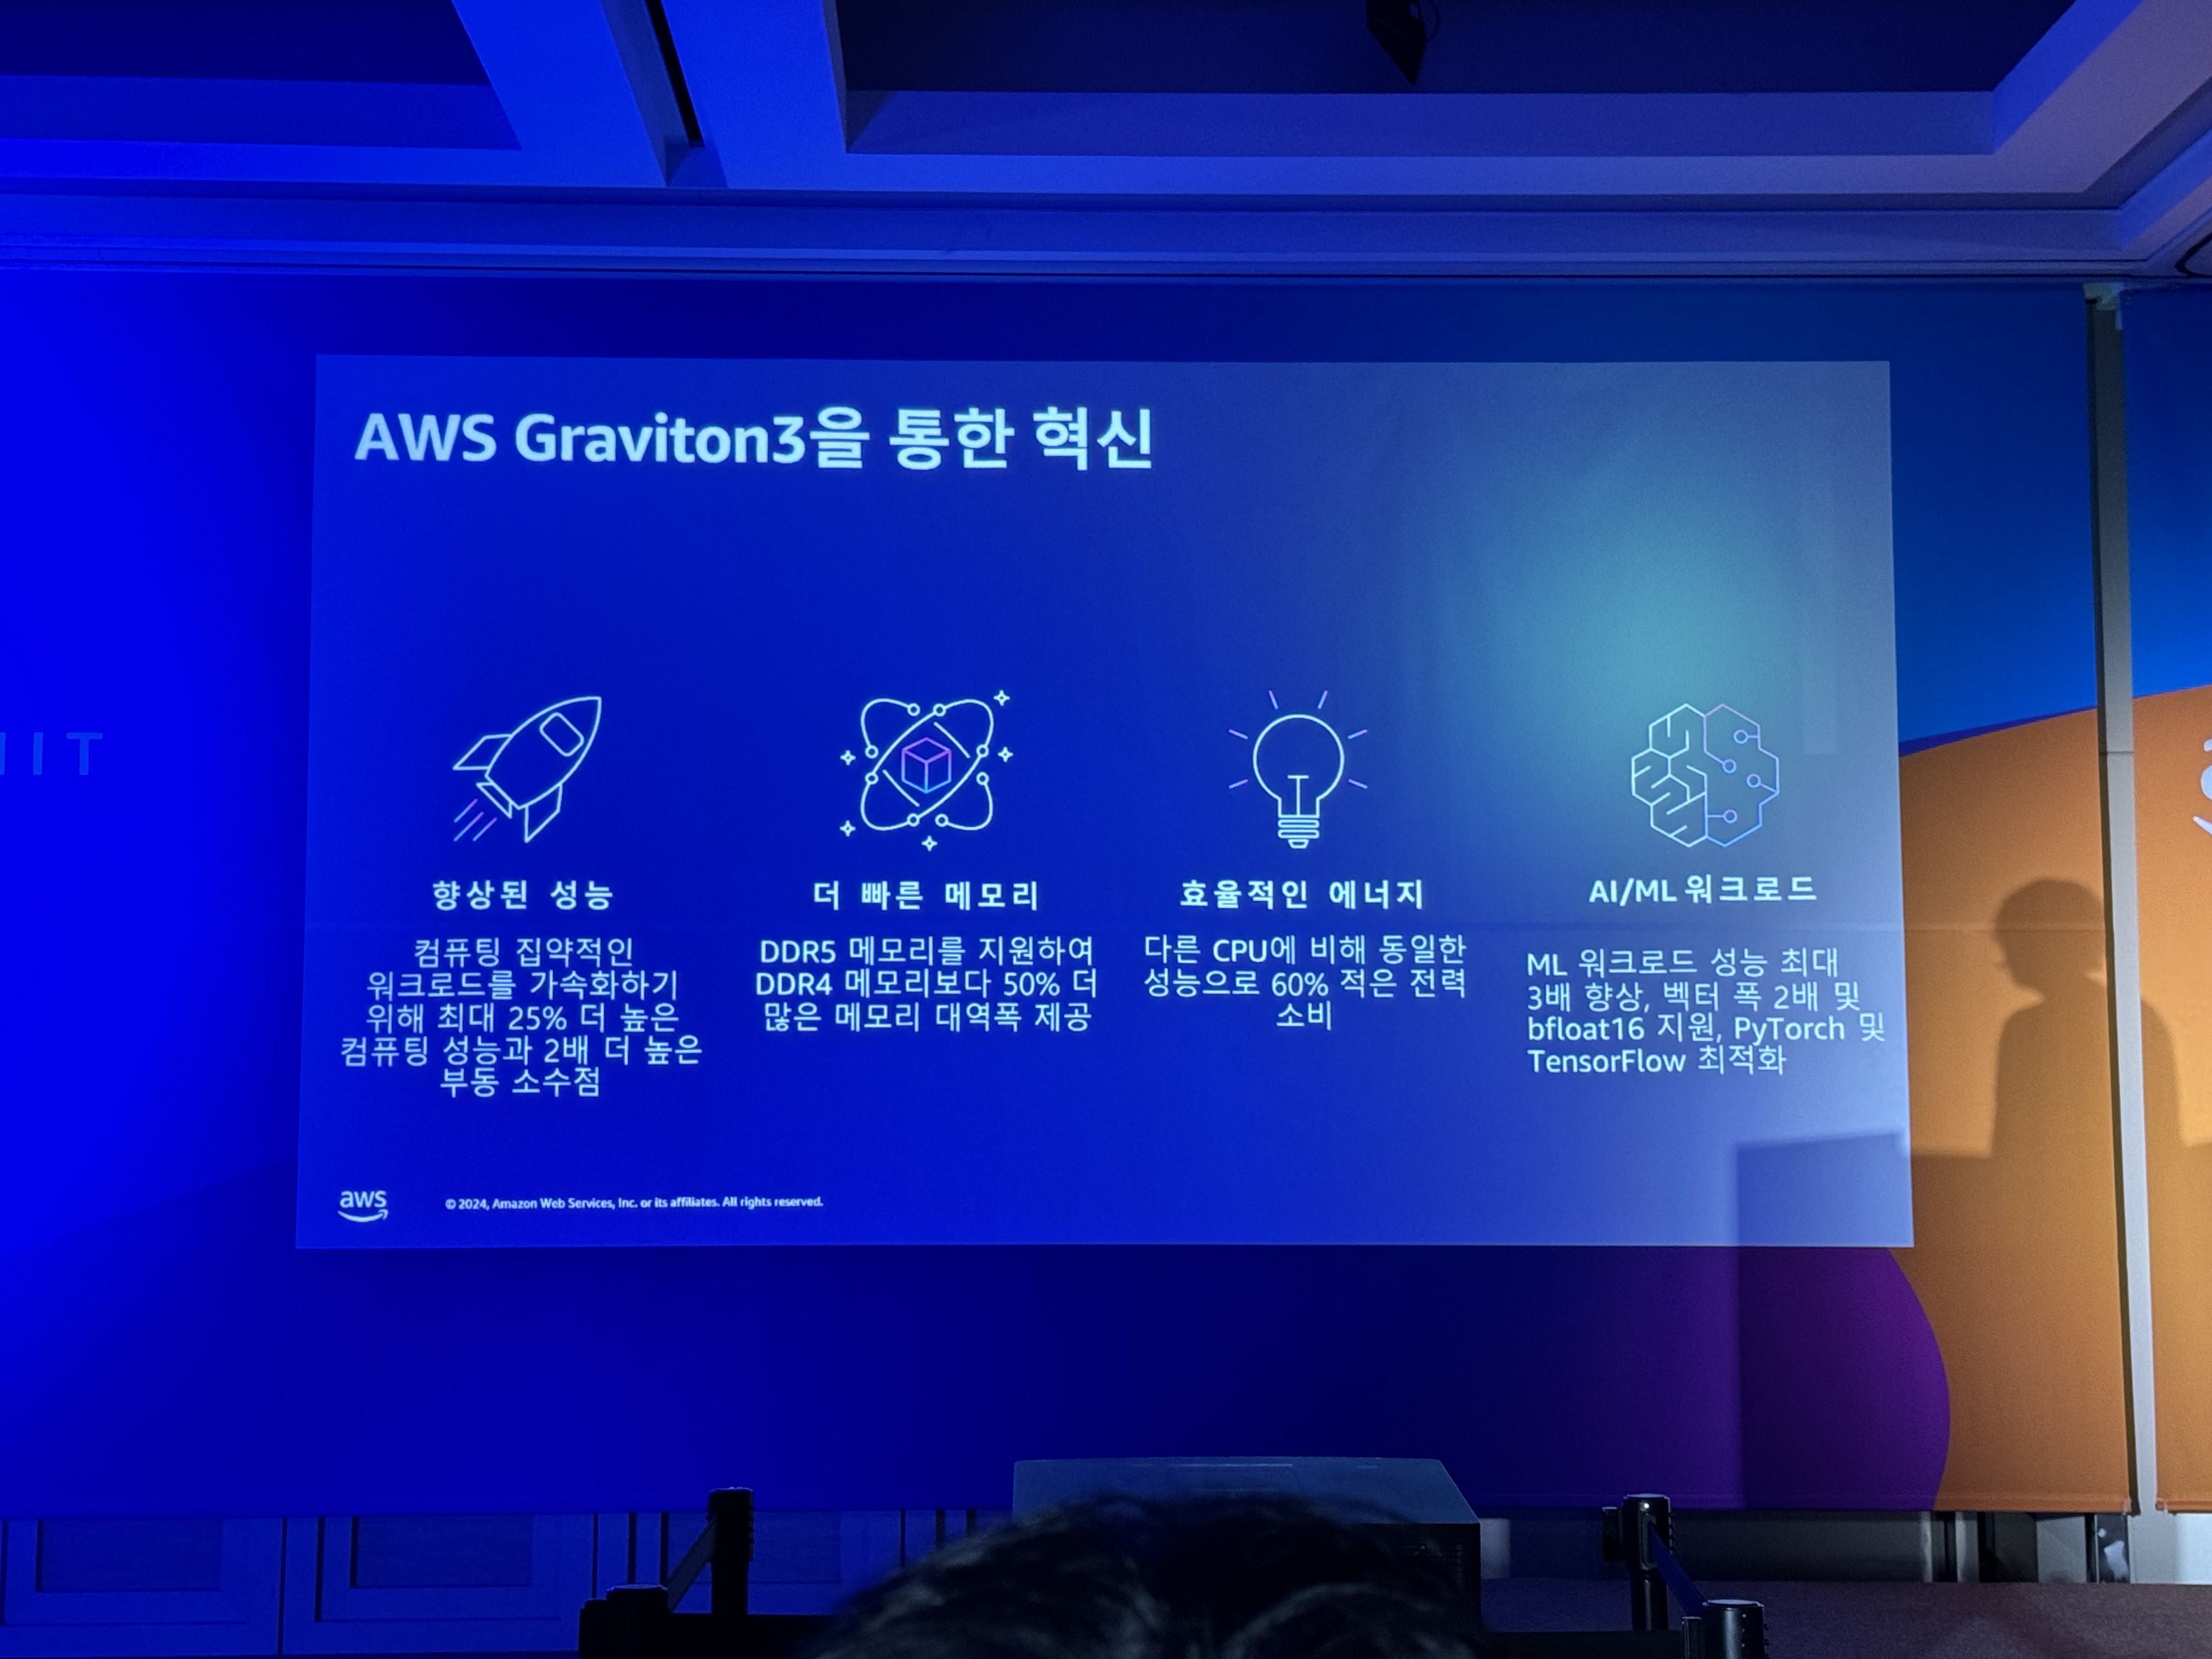 AWS Graviton3을 통한 혁신
향상된 성능
컴퓨팅 집약적인
워크로드를 가속화하기
위해 최대 25% 더 높은
컴퓨팅 성능과 2배 더 높은
부동 소수점
더 빠른 메모리
DDR5 메모리를 지원하여
DDR4 메모리보다 50% 더
많은 메모리 대역폭 제공
효율적인 에너지
다른 CPU에 비해 동일한
성능으로 60% 적은 전력
소비
AI/ML 워크로드
ML 워크로드 성능 최대
3배 향상, 벡터 폭 2배 및
bfloat16 지원, PyTorch 및
TensorFlow 최적화
aws
© 2024, Amazon Web Services, Inc. or its affiliates. All rights reserved.